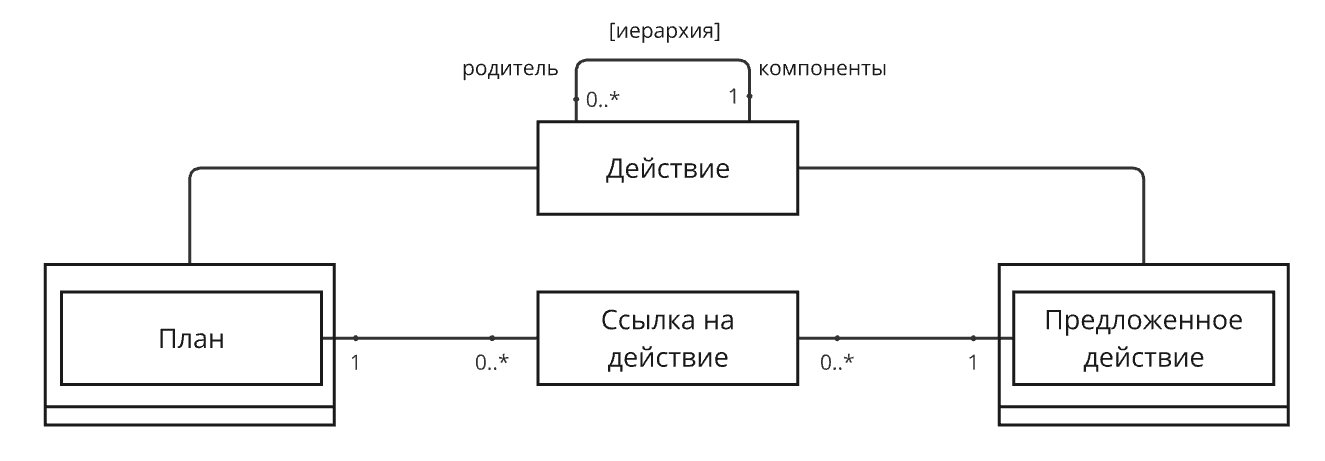 [иерархия]
родитель
компоненты
0..*
1
Действие
План
1
0..*
Ссылка на
действие
0..*
1
Предложенное
действие